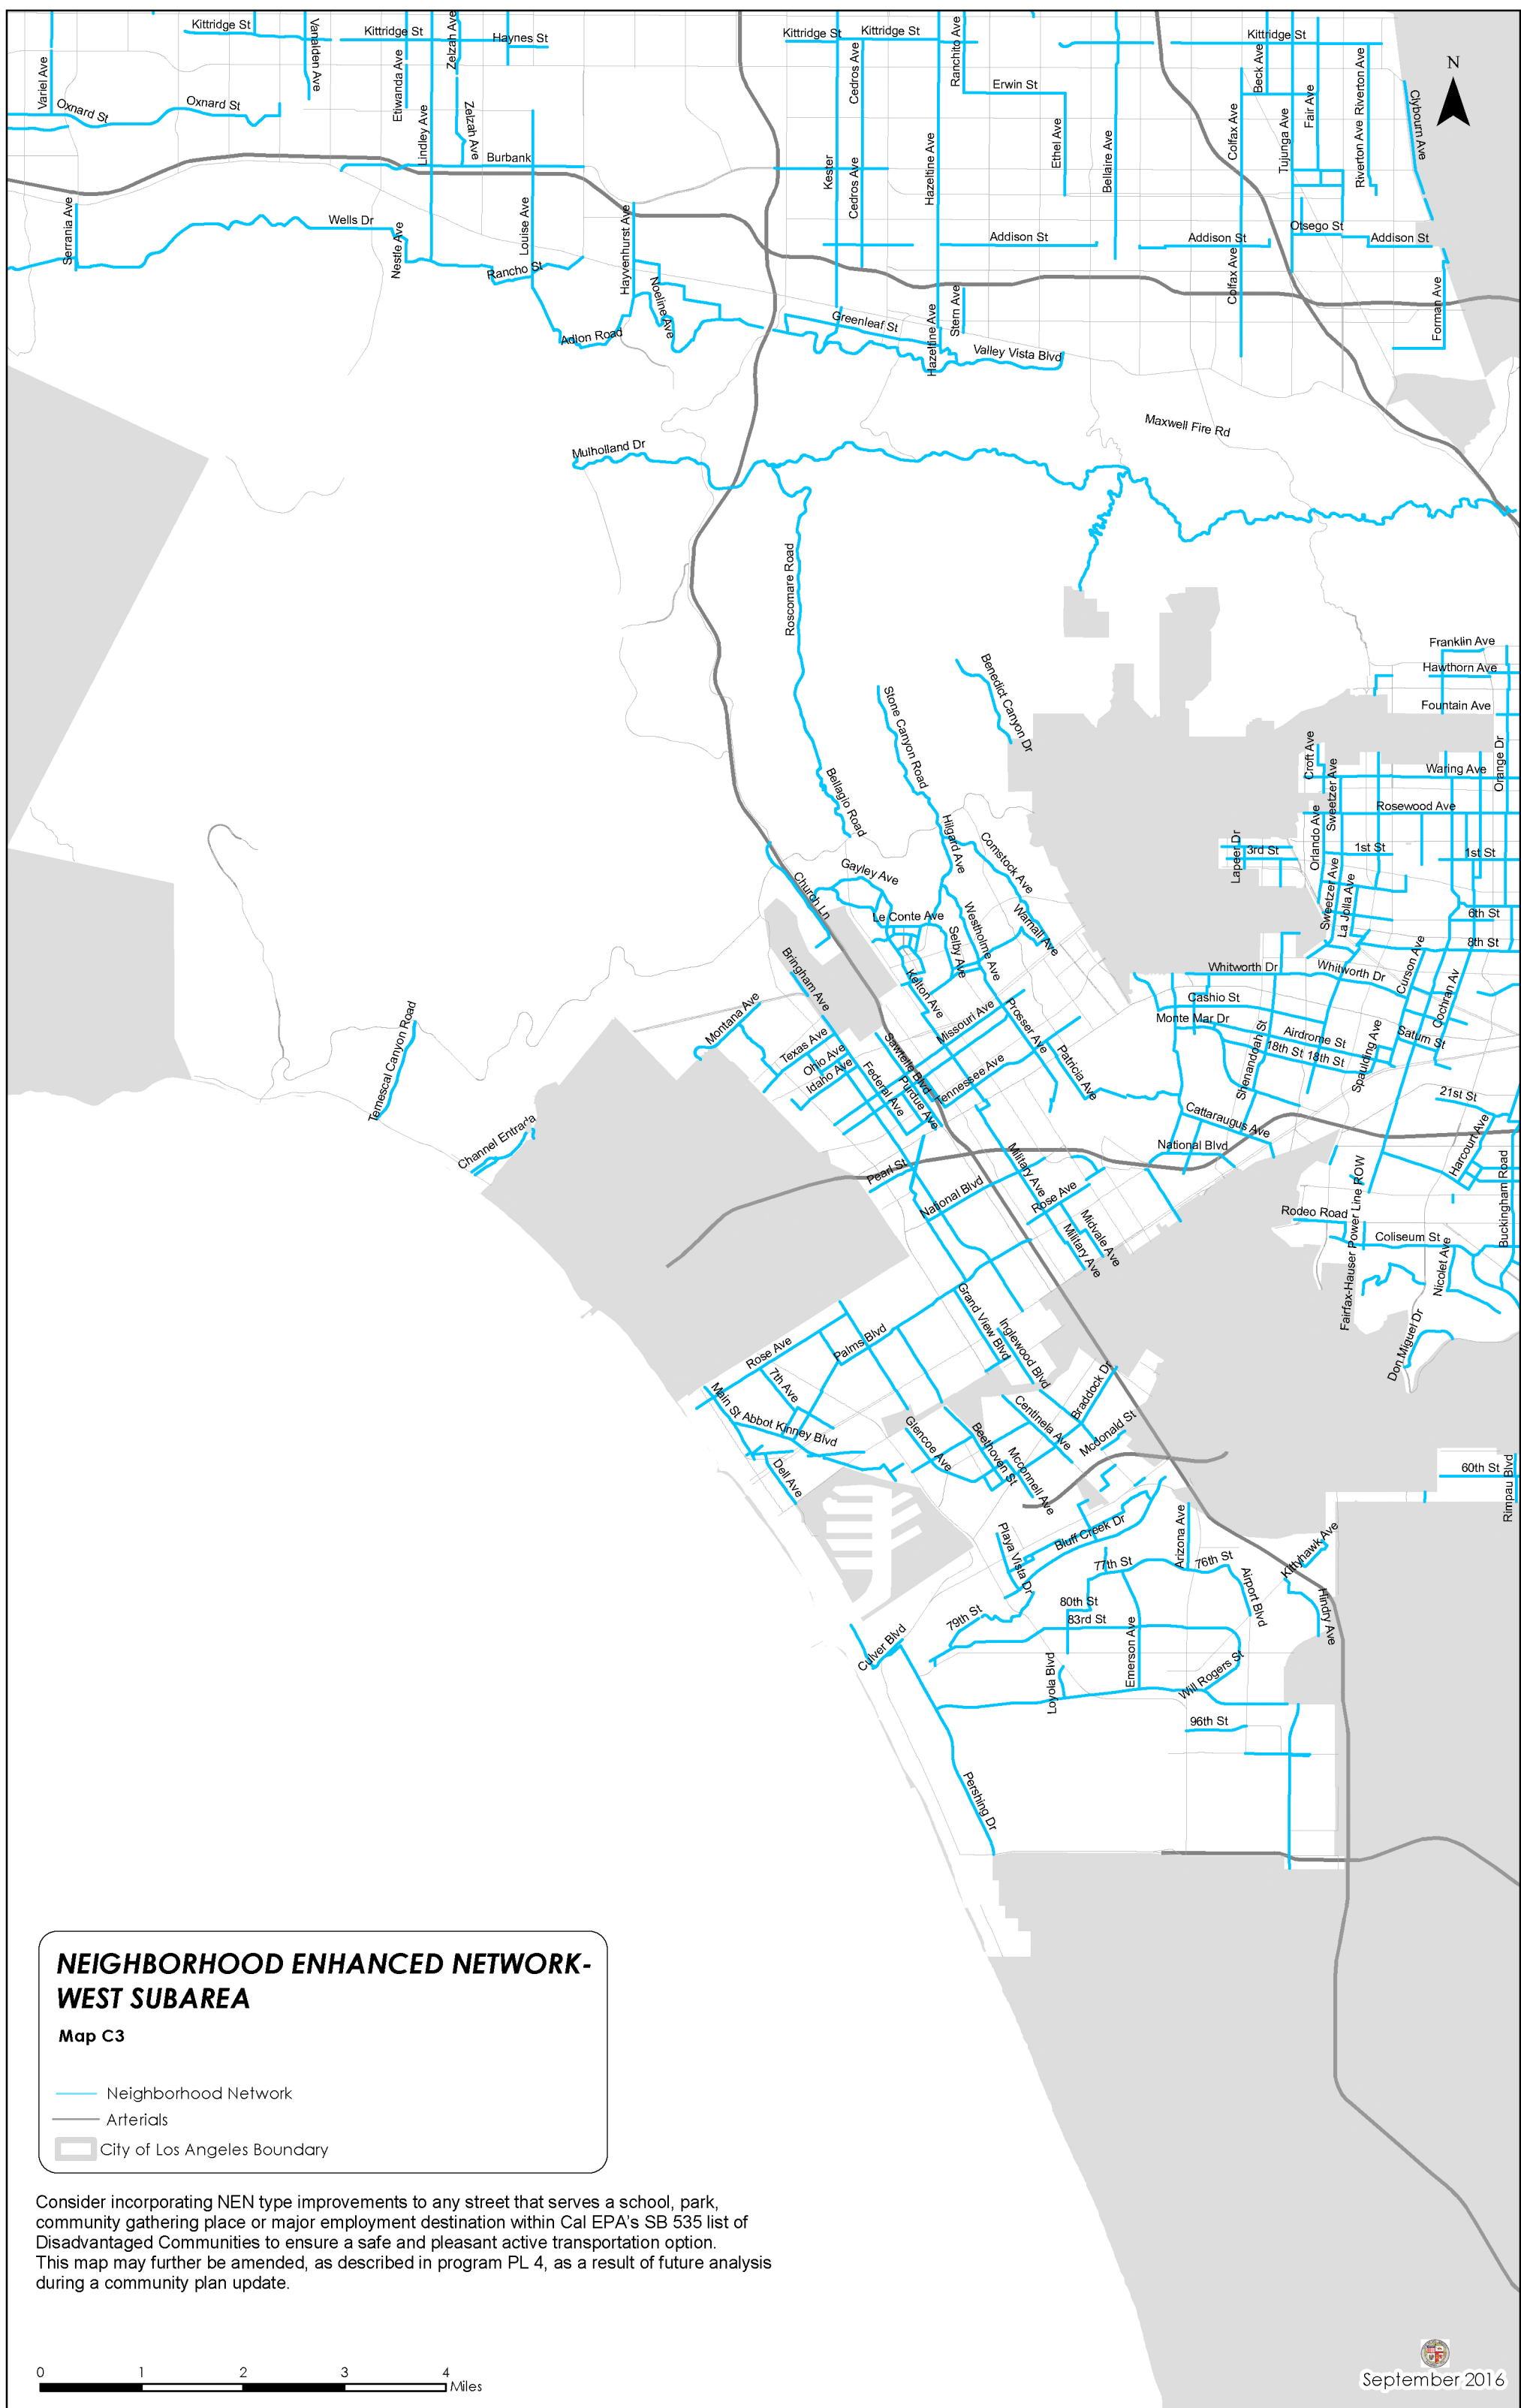 Kittridge St
Kittridge St
Haynes St
Kittridge St
Kittridge St
Kittridge St
Variel Ave
Vanalden Ave
Etiwanda Ave
Zelzah Ave
Zelzah Ave
Lindley Ave
Cedros Ave
Ranchito Ave
Erwin St
Beck Ave
Fair Ave
Riverton Ave
Riverton Ave
Clybourn Ave
N
Oxnard St
Oxnard St
Burbank
Kester
Cedros Ave
Hazeltine Ave
Ethel Ave
Bellaire Ave
Colfax Ave
Tujunga Ave
Serrania Ave
Wells Dr
Nestle Ave
Louise Ave
Hayvenhurst Ave
Rancho St
Noeline Ave
Adlon Road
Addison St
Addison St
Otsego St
Addison St
Colfax Ave
Forman Ave
Stern Ave
Hazeltine Ave
Greenleaf St
Valley Vista Blvd
Maxwell Fire Rd
Mulholland Dr
Roscomare Road
Stone Canyon Road
Benedict Canyon Dr
Bellagio Road
Franklin Ave
Hawthorn Ave
Fountain Ave
Orange Dr
Croft Ave
Sweetzer Ave
Waring Ave
Rosewood Ave
Orlando Ave
Lapeer Dr
3rd St
1st St
1st St
Hilgard Ave
Comstock Ave
Gayley Ave
Church Ln
Le Conte Ave
Warnall Ave
Westholme Ave
Selby Ave
Sweetzer Ave
La Jolla Ave
6th St
8th St
Bringham Ave
Kelton Ave
Whitworth Dr
Whitworth Dr
Curson Ave
Cochran Av
Cashio St
Monte Mar Dr
Airdrome St
Saturn St
18th St
18th St
Shenandoah St
Spaulding Ave
Montana Ave
Texas Ave
Ohio Ave
Idaho Ave
Missouri Ave
Prosser Ave
Sawtelle Blvd
Federal Ave
Purdue Ave
Tennessee Ave
Patricia Ave
Temescal Canyon Road
Channel Entrada
Cattaraugus Ave
National Blvd
21st St
Harcourt Ave
Buckingham Road
Pearl St
National Blvd
Military Ave
Rose Ave
Midvale Ave
Military Ave
Rodeo Road
Fairfax-Hauser Power Line ROW
Coliseum St
Nicolet Ave
Don Miguel Dr
Grand View Blvd
Inglewood Blvd
Rose Ave
Palms Blvd
7th Ave
Main St
Abbot Kinney Blvd
Dell Ave
Braddock Dr
Centinela Ave
Mcdonald St
Glencoe Ave
Beethoven St
Mcconnell Ave
60th St
Rimpau Blvd
Playa Vista Dr
Bluff Creek Dr
Arizona Ave
Kittyhawk Ave
77th St
76th St
Airport Blvd
Hindry Ave
80th St
79th St
83rd St
Emerson Ave
Culver Blvd
Loyola Blvd
Will Rogers St
96th St
Pershing Dr
NEIGHBORHOOD ENHANCED NETWORK-
WEST SUBAREA
Map C3
Neighborhood Network
Arterials
City of Los Angeles Boundary
Consider incorporating NEN type improvements to any street that serves a school, park,
community gathering place or major employment destination within Cal EPA's SB 535 list of
Disadvantaged Communities to ensure a safe and pleasant active transportation option.
This map may further be amended, as described in program PL 4, as a result of future analysis
during a community plan update.
0 1 2 3 4
Miles
September 2016